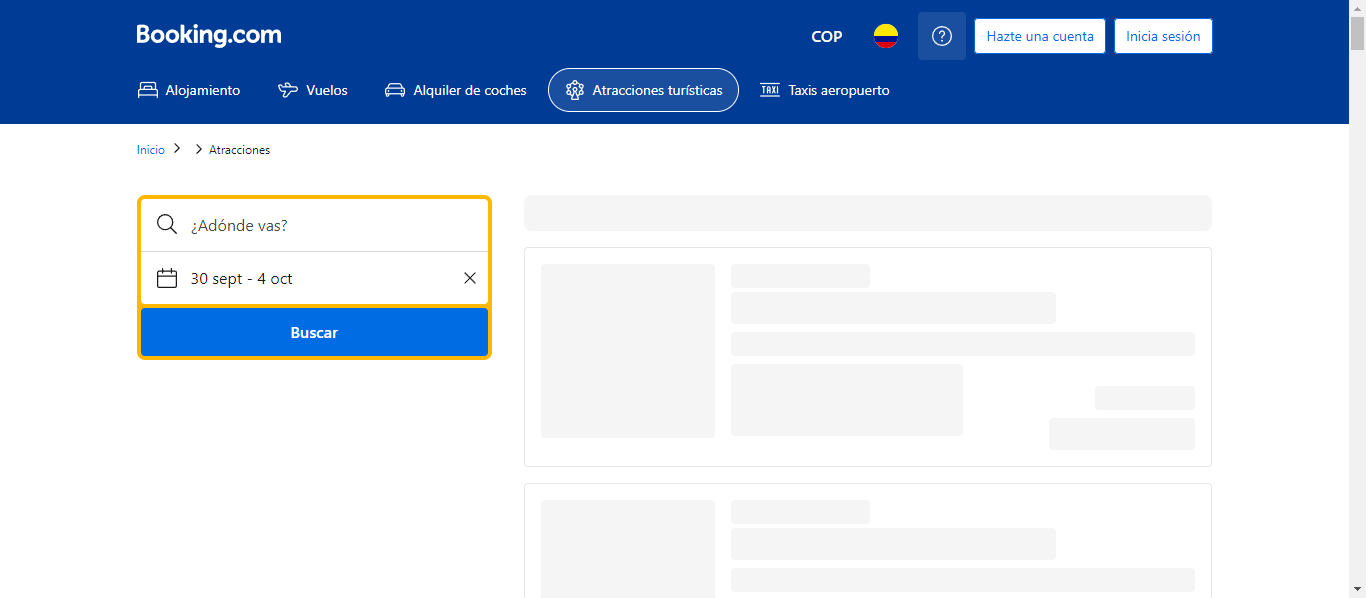 Booking.com
COP
Hazte una cuenta
Inicia sesión
Alojamiento
Vuelos
Alquiler de coches
Atracciones turísticas
TAXI
Taxis aeropuerto
Inicio
Atracciones
¿Adónde vas?
30 sept - 4 oct
Buscar